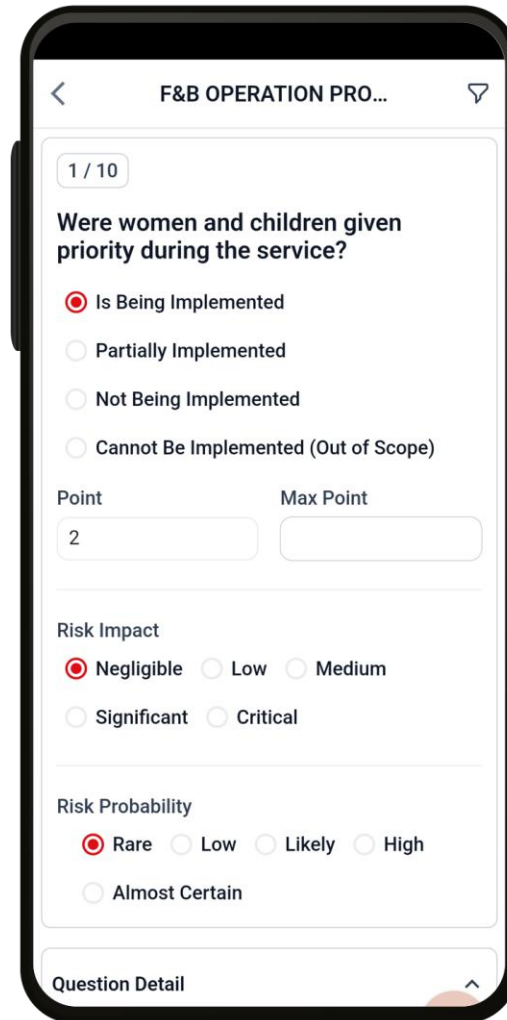 F&B OPERATION PRO...
1 / 10
Were women and children given
priority during the service?
Is Being Implemented
Partially Implemented
Not Being Implemented
Cannot Be Implemented (Out of Scope)
Point Max Point
2
Risk Impact
Negligible Low Medium
Significant Critical
Risk Probability
Rare Low Likely High
Almost Certain
Question Detail